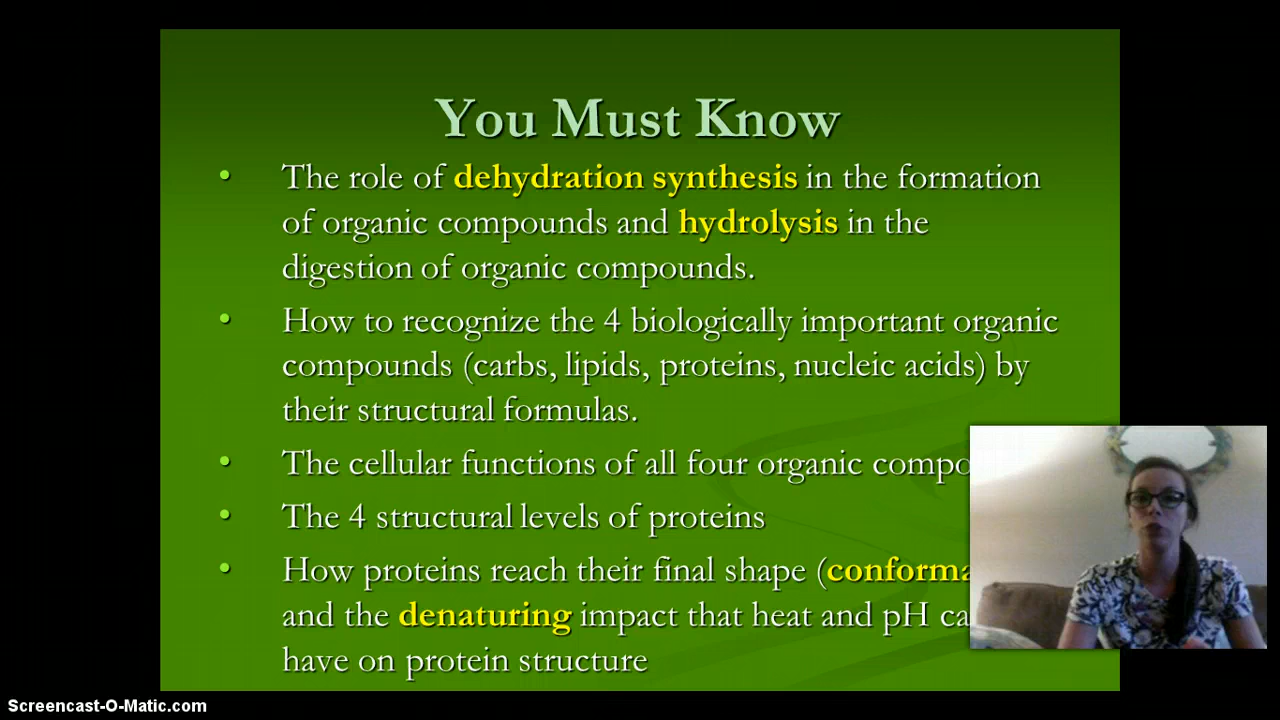 You Must Know
• The role of dehydration synthesis in the formation
of organic compounds and hydrolysis in the
digestion of organic compounds.
• How to recognize the 4 biologically important organic
compounds (carbs, lipids, proteins, nucleic acids) by
their structural formulas.
• The cellular functions of all four organic compo
• The 4 structural levels of proteins
• How proteins reach their final shape (conforma
and the denaturing impact that heat and pH ca
have on protein structure
Screencast-O-Matic.com